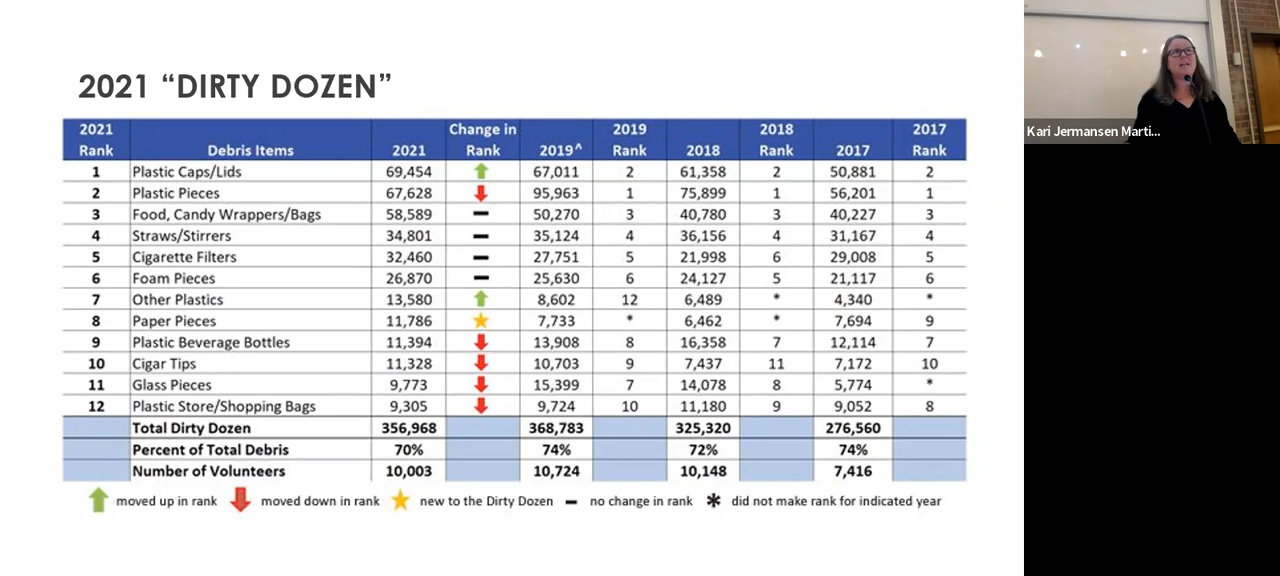 2021 “DIRTY DOZEN”
2021 Rank Debris Items 2021 Change in Rank 2019^ 2019 Rank 2018 2018 Rank 2017 2017 Rank
1 Plastic Caps/Lids 69,454 67,011 2 61,358 2 50,881 2
2 Plastic Pieces 67,628 95,963 1 75,899 1 56,201 1
3 Food, Candy Wrappers/Bags 58,589 – 50,270 3 40,780 3 40,227 3
4 Straws/Stirrers 34,801 – 35,124 4 36,156 4 31,167 4
5 Cigarette Filters 32,460 – 27,751 5 21,998 6 29,008 5
6 Foam Pieces 26,870 – 25,630 6 24,127 5 21,117 6
7 Other Plastics 13,580 8,602 12 6,489 * 4,340 *
8 Paper Pieces 11,786 7,733 * 6,462 * 7,694 9
9 Plastic Beverage Bottles 11,394 13,908 8 16,358 7 12,114 7
10 Cigar Tips 11,328 10,703 9 7,437 11 7,172 10
11 Glass Pieces 9,773 15,399 7 14,078 8 5,774 *
12 Plastic Store/Shopping Bags 9,305 9,724 10 11,180 9 9,052 8
Total Dirty Dozen 356,968 368,783 325,320 276,560
Percent of Total Debris 70% 74% 72% 74%
Number of Volunteers 10,003 10,724 10,148 7,416
moved up in rank moved down in rank new to the Dirty Dozen – no change in rank * did not make rank for indicated year
Kari Jermansen Marti...